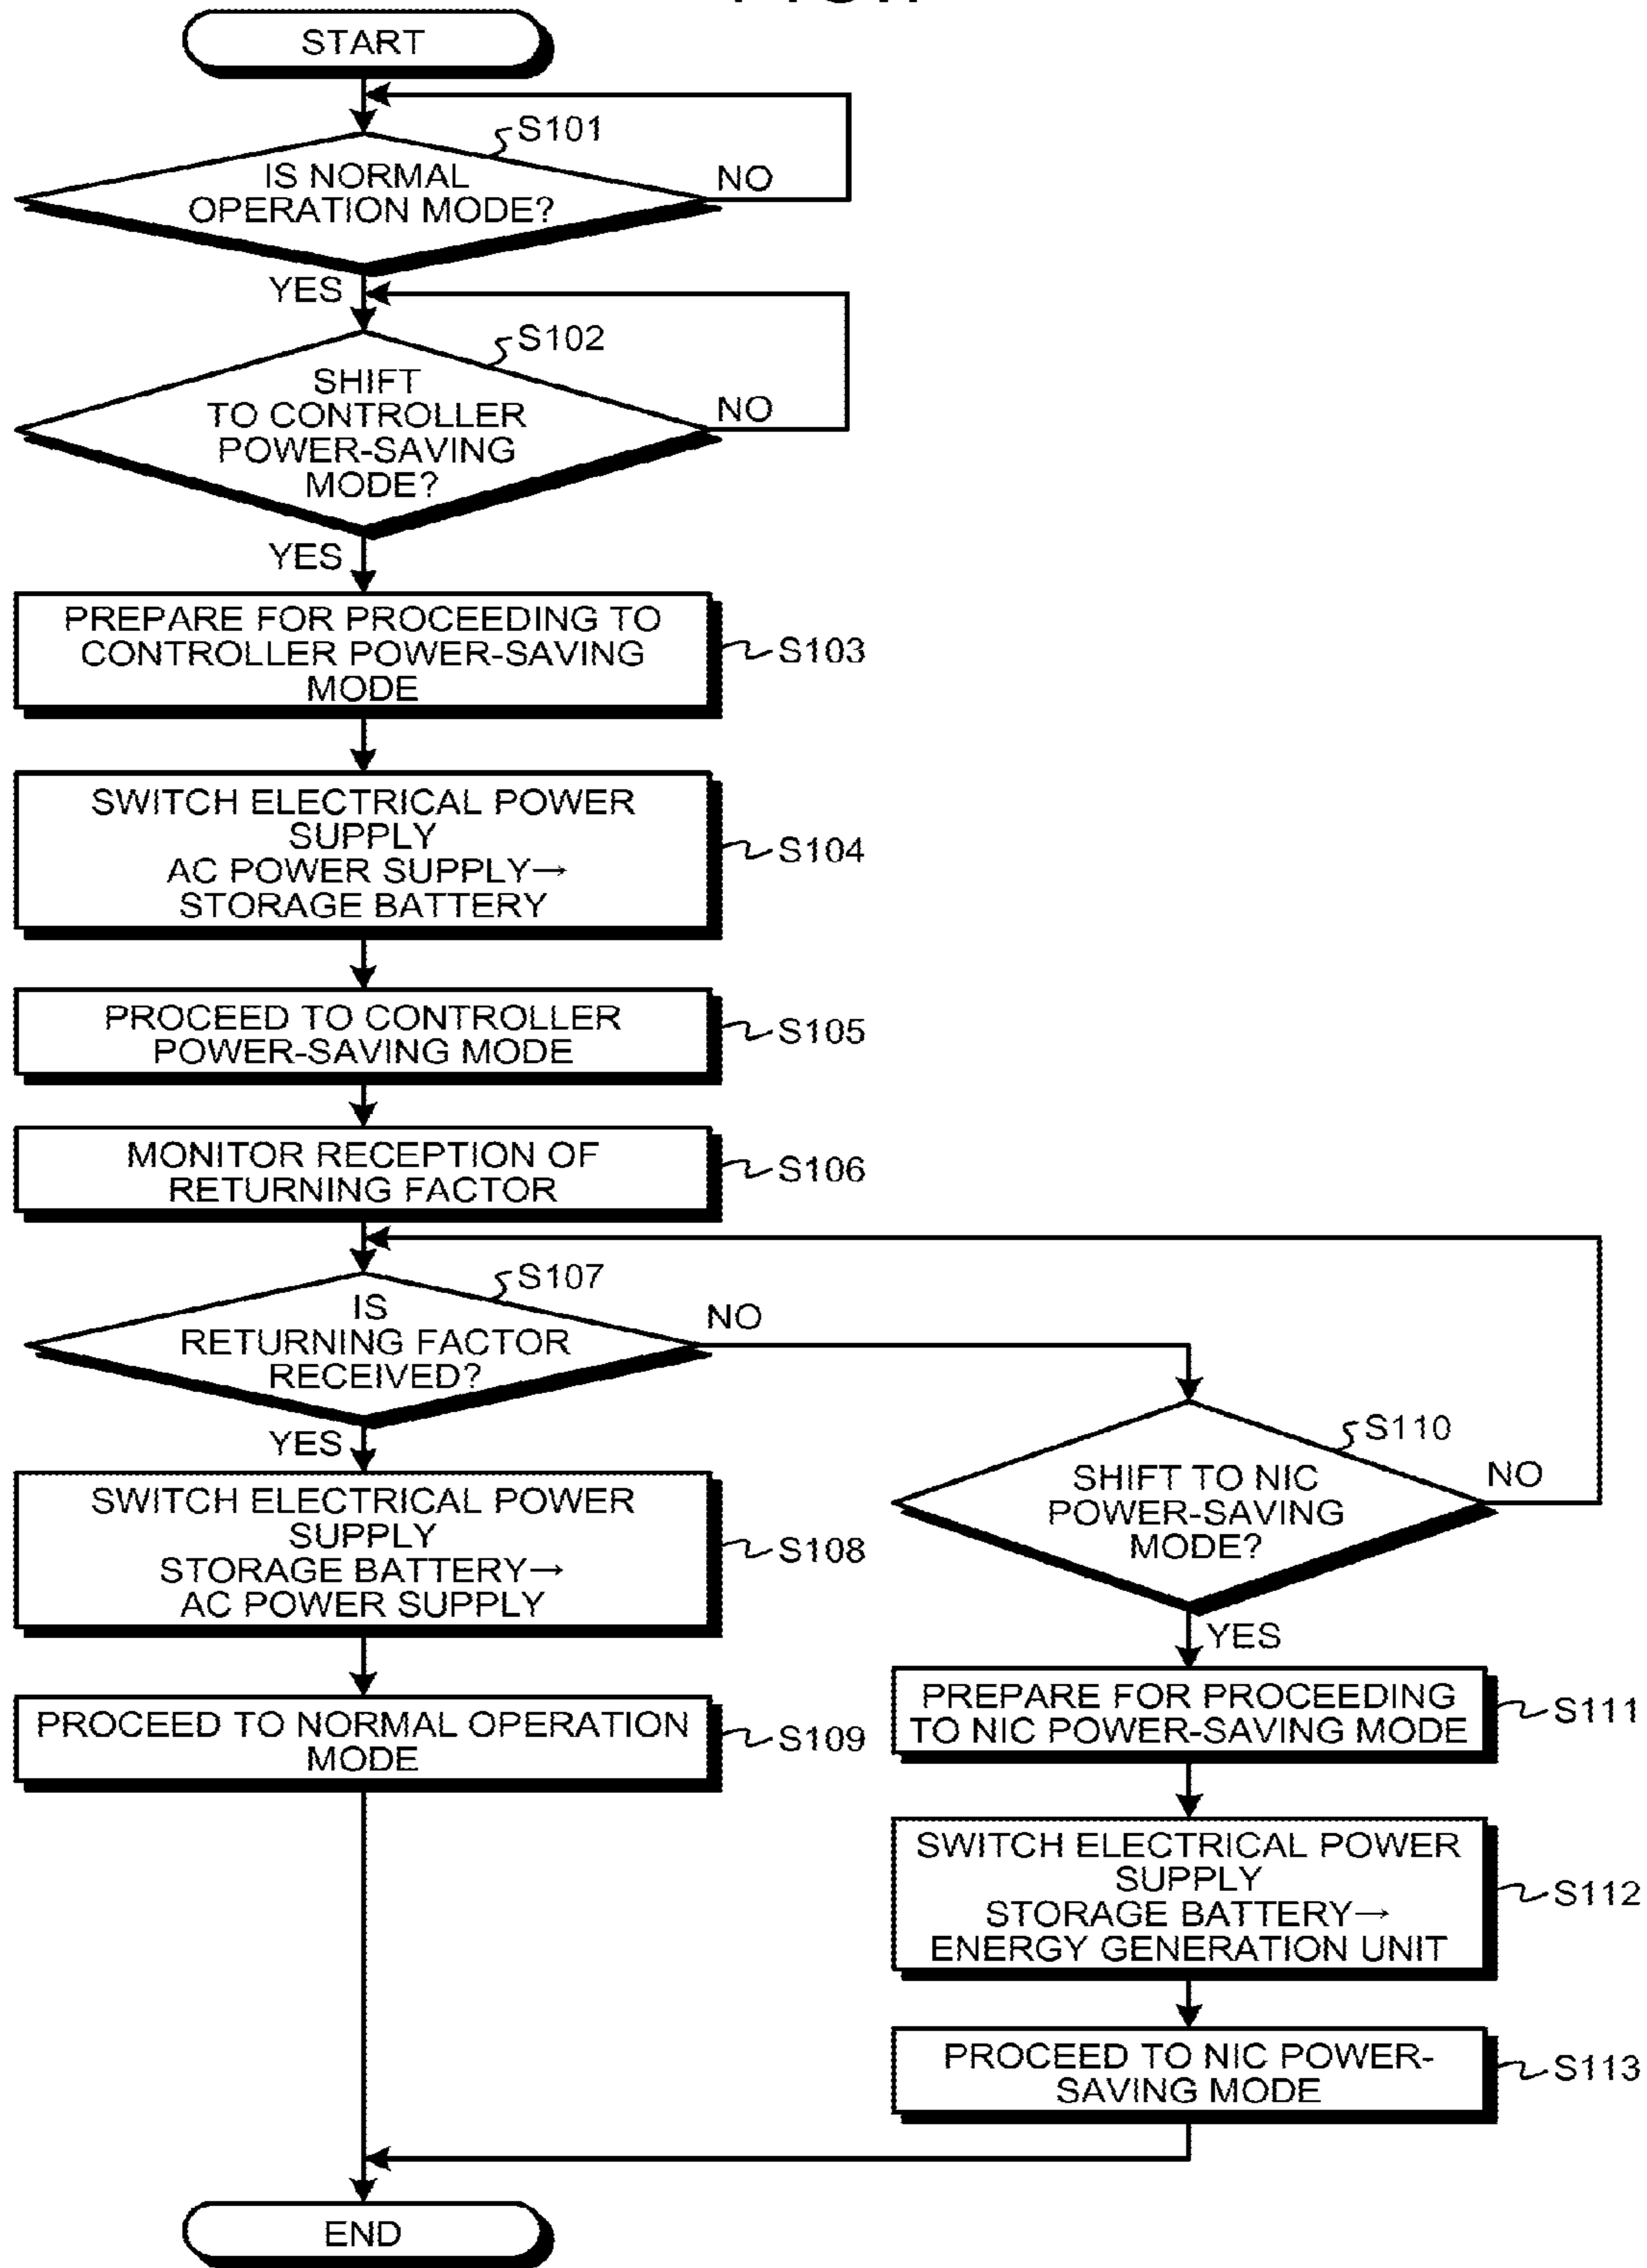 START
S101
IS NORMAL
OPERATION MODE?
NO
YES
S102
SHIFT
TO CONTROLLER
POWER-SAVING
MODE?
NO
YES
PREPARE FOR PROCEEDING TO
CONTROLLER POWER-SAVING
MODE
S103
SWITCH ELECTRICAL POWER
SUPPLY
AC POWER SUPPLY→
STORAGE BATTERY
S104
PROCEED TO CONTROLLER
POWER-SAVING MODE
S105
MONITOR RECEPTION OF
RETURNING FACTOR
S106
S107
IS
RETURNING FACTOR
RECEIVED?
NO
YES
SWITCH ELECTRICAL POWER
SUPPLY
STORAGE BATTERY→
AC POWER SUPPLY
S108
PROCEED TO NORMAL OPERATION
MODE
S109
S110
SHIFT TO NIC
POWER-SAVING
MODE?
NO
YES
PREPARE FOR PROCEEDING
TO NIC POWER-SAVING MODE
S111
SWITCH ELECTRICAL POWER
SUPPLY
STORAGE BATTERY→
ENERGY GENERATION UNIT
S112
PROCEED TO NIC POWER-
SAVING MODE
S113
END